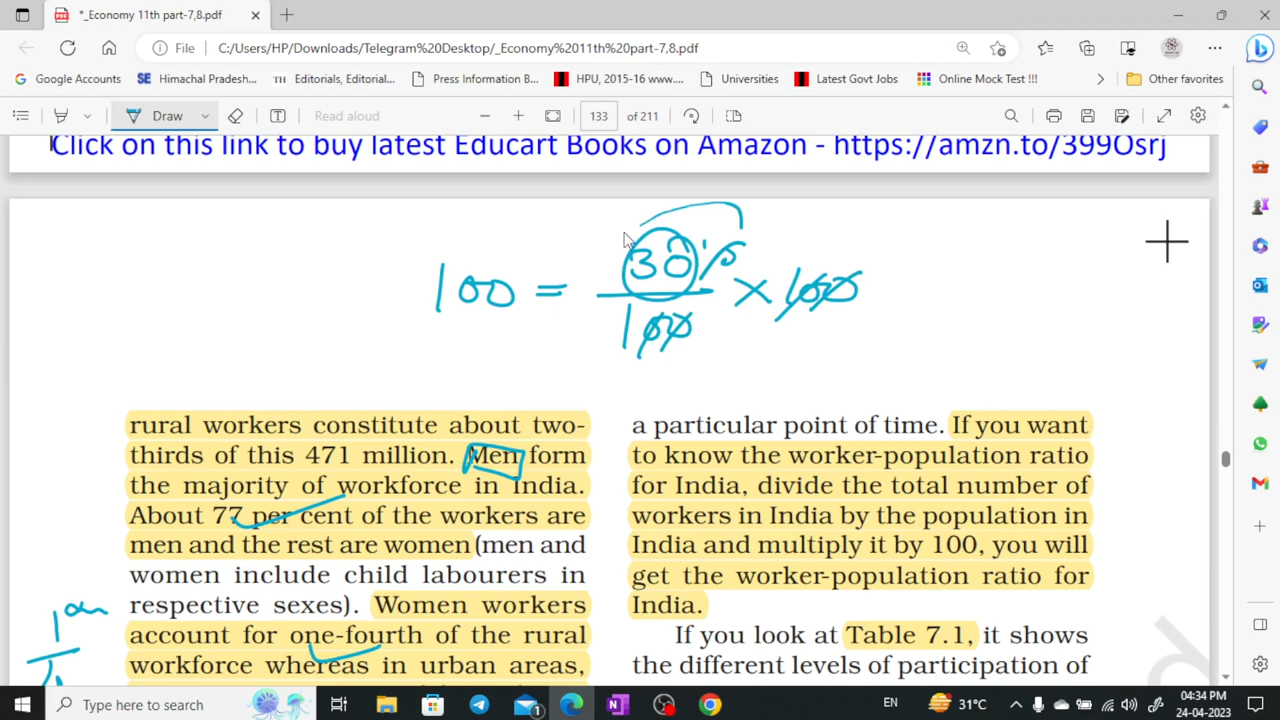 *_Economy 11th part-7,8.pdf
File C:/Users/HP/Downloads/Telegram%20Desktop/_Economy%2011th%20part-7,8.pdf
Google Accounts SE Himachal Pradesh... TH Editorials, Editorial... Press Information B... HPU, 2015-16 www.... Universities Latest Govt Jobs Online Mock Test !!! Other favorites
Draw Read aloud 133 of 211
Click on this link to buy latest Educart Books on Amazon - https://amzn.to/399Osrj
30%
100 = × 100
100
rural workers constitute about two-
thirds of this 471 million. Men form
the majority of workforce in India.
About 77 per cent of the workers are
men and the rest are women (men and
women include child labourers in
respective sexes). Women workers
account for one-fourth of the rural
workforce whereas in urban areas,
a particular point of time. If you want
to know the worker-population ratio
for India, divide the total number of
workers in India by the population in
India and multiply it by 100, you will
get the worker-population ratio for
India.
If you look at Table 7.1, it shows
the different levels of participation of
Type here to search
1
31°C
EN
04:34 PM
24-04-2023